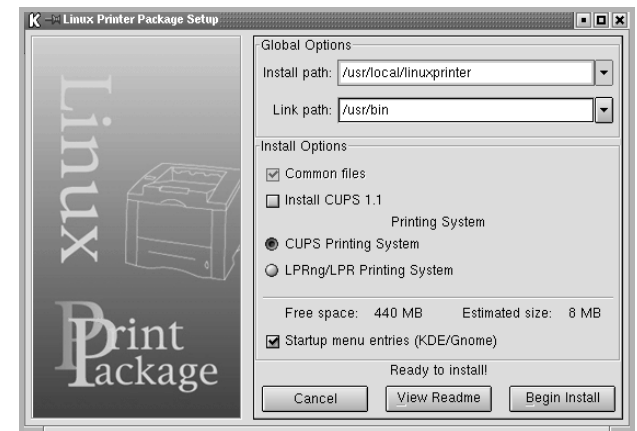 Linux Printer Package Setup
Linux
Print
Package
Global Options
Install path: /usr/local/linuxprinter
Link path: /usr/bin
Install Options
Common files
Install CUPS 1.1
Printing System
CUPS Printing System
LPRng/LPR Printing System
Free space: 440 MB Estimated size: 8 MB
Startup menu entries (KDE/Gnome)
Ready to install!
Cancel View Readme Begin Install